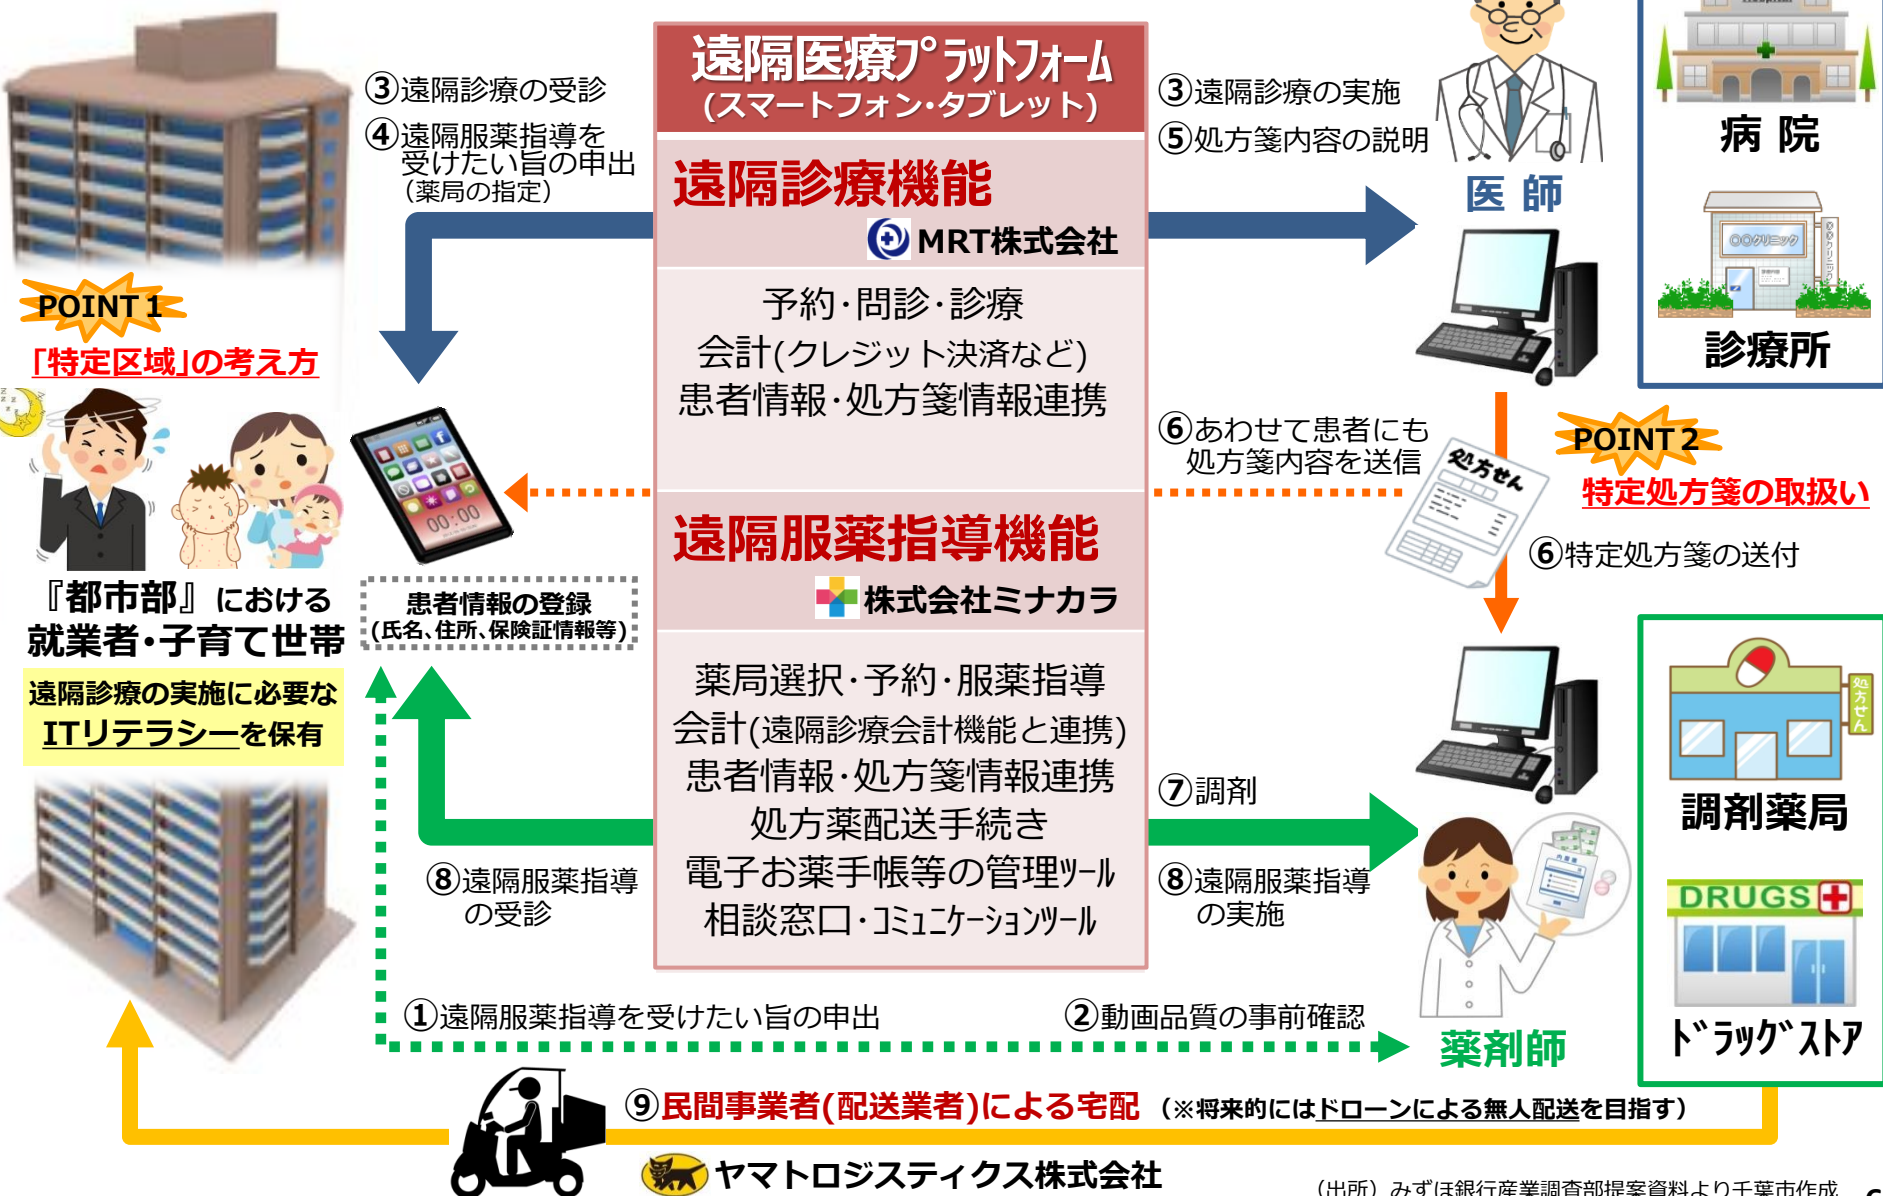 遠隔医療プラットフォーム
(スマートフォン・タブレット)
③遠隔診療の受診
④遠隔服薬指導を
受けたい旨の申出
(薬局の指定)
③遠隔診療の実施
⑤処方箋内容の説明
医 師
病 院
○○クリニック
○○クリニック
診療所
遠隔診療機能
MRT株式会社
予約・問診・診療
会計(クレジット決済など)
患者情報・処方箋情報連携
POINT1
「特定区域」の考え方
『都市部』における
就業者・子育て世帯
遠隔診療の実施に必要な
ITリテラシーを保有
00:00
患者情報の登録
(氏名、住所、保険証情報等)
⑥あわせて患者にも
処方箋内容を送信
処方せん
POINT2
特定処方箋の取扱い
⑥特定処方箋の送付
遠隔服薬指導機能
株式会社ミナカラ
薬局選択・予約・服薬指導
会計(遠隔診療会計機能と連携)
患者情報・処方箋情報連携
処方薬配送手続き
電子お薬手帳等の管理ツール
相談窓口・コミュニケーションツール
⑦調剤
⑧遠隔服薬指導
の受診
⑧遠隔服薬指導
の実施
処方せん
調剤薬局
DRUGS
ドラッグストア
内服薬
薬剤師
①遠隔服薬指導を受けたい旨の申出
②動画品質の事前確認
⑨民間事業者(配送業者)による宅配 (※将来的にはドローンによる無人配送を目指す)
ヤマトロジスティクス株式会社
(出所) みずほ銀行産業調査部提案資料より千葉市作成